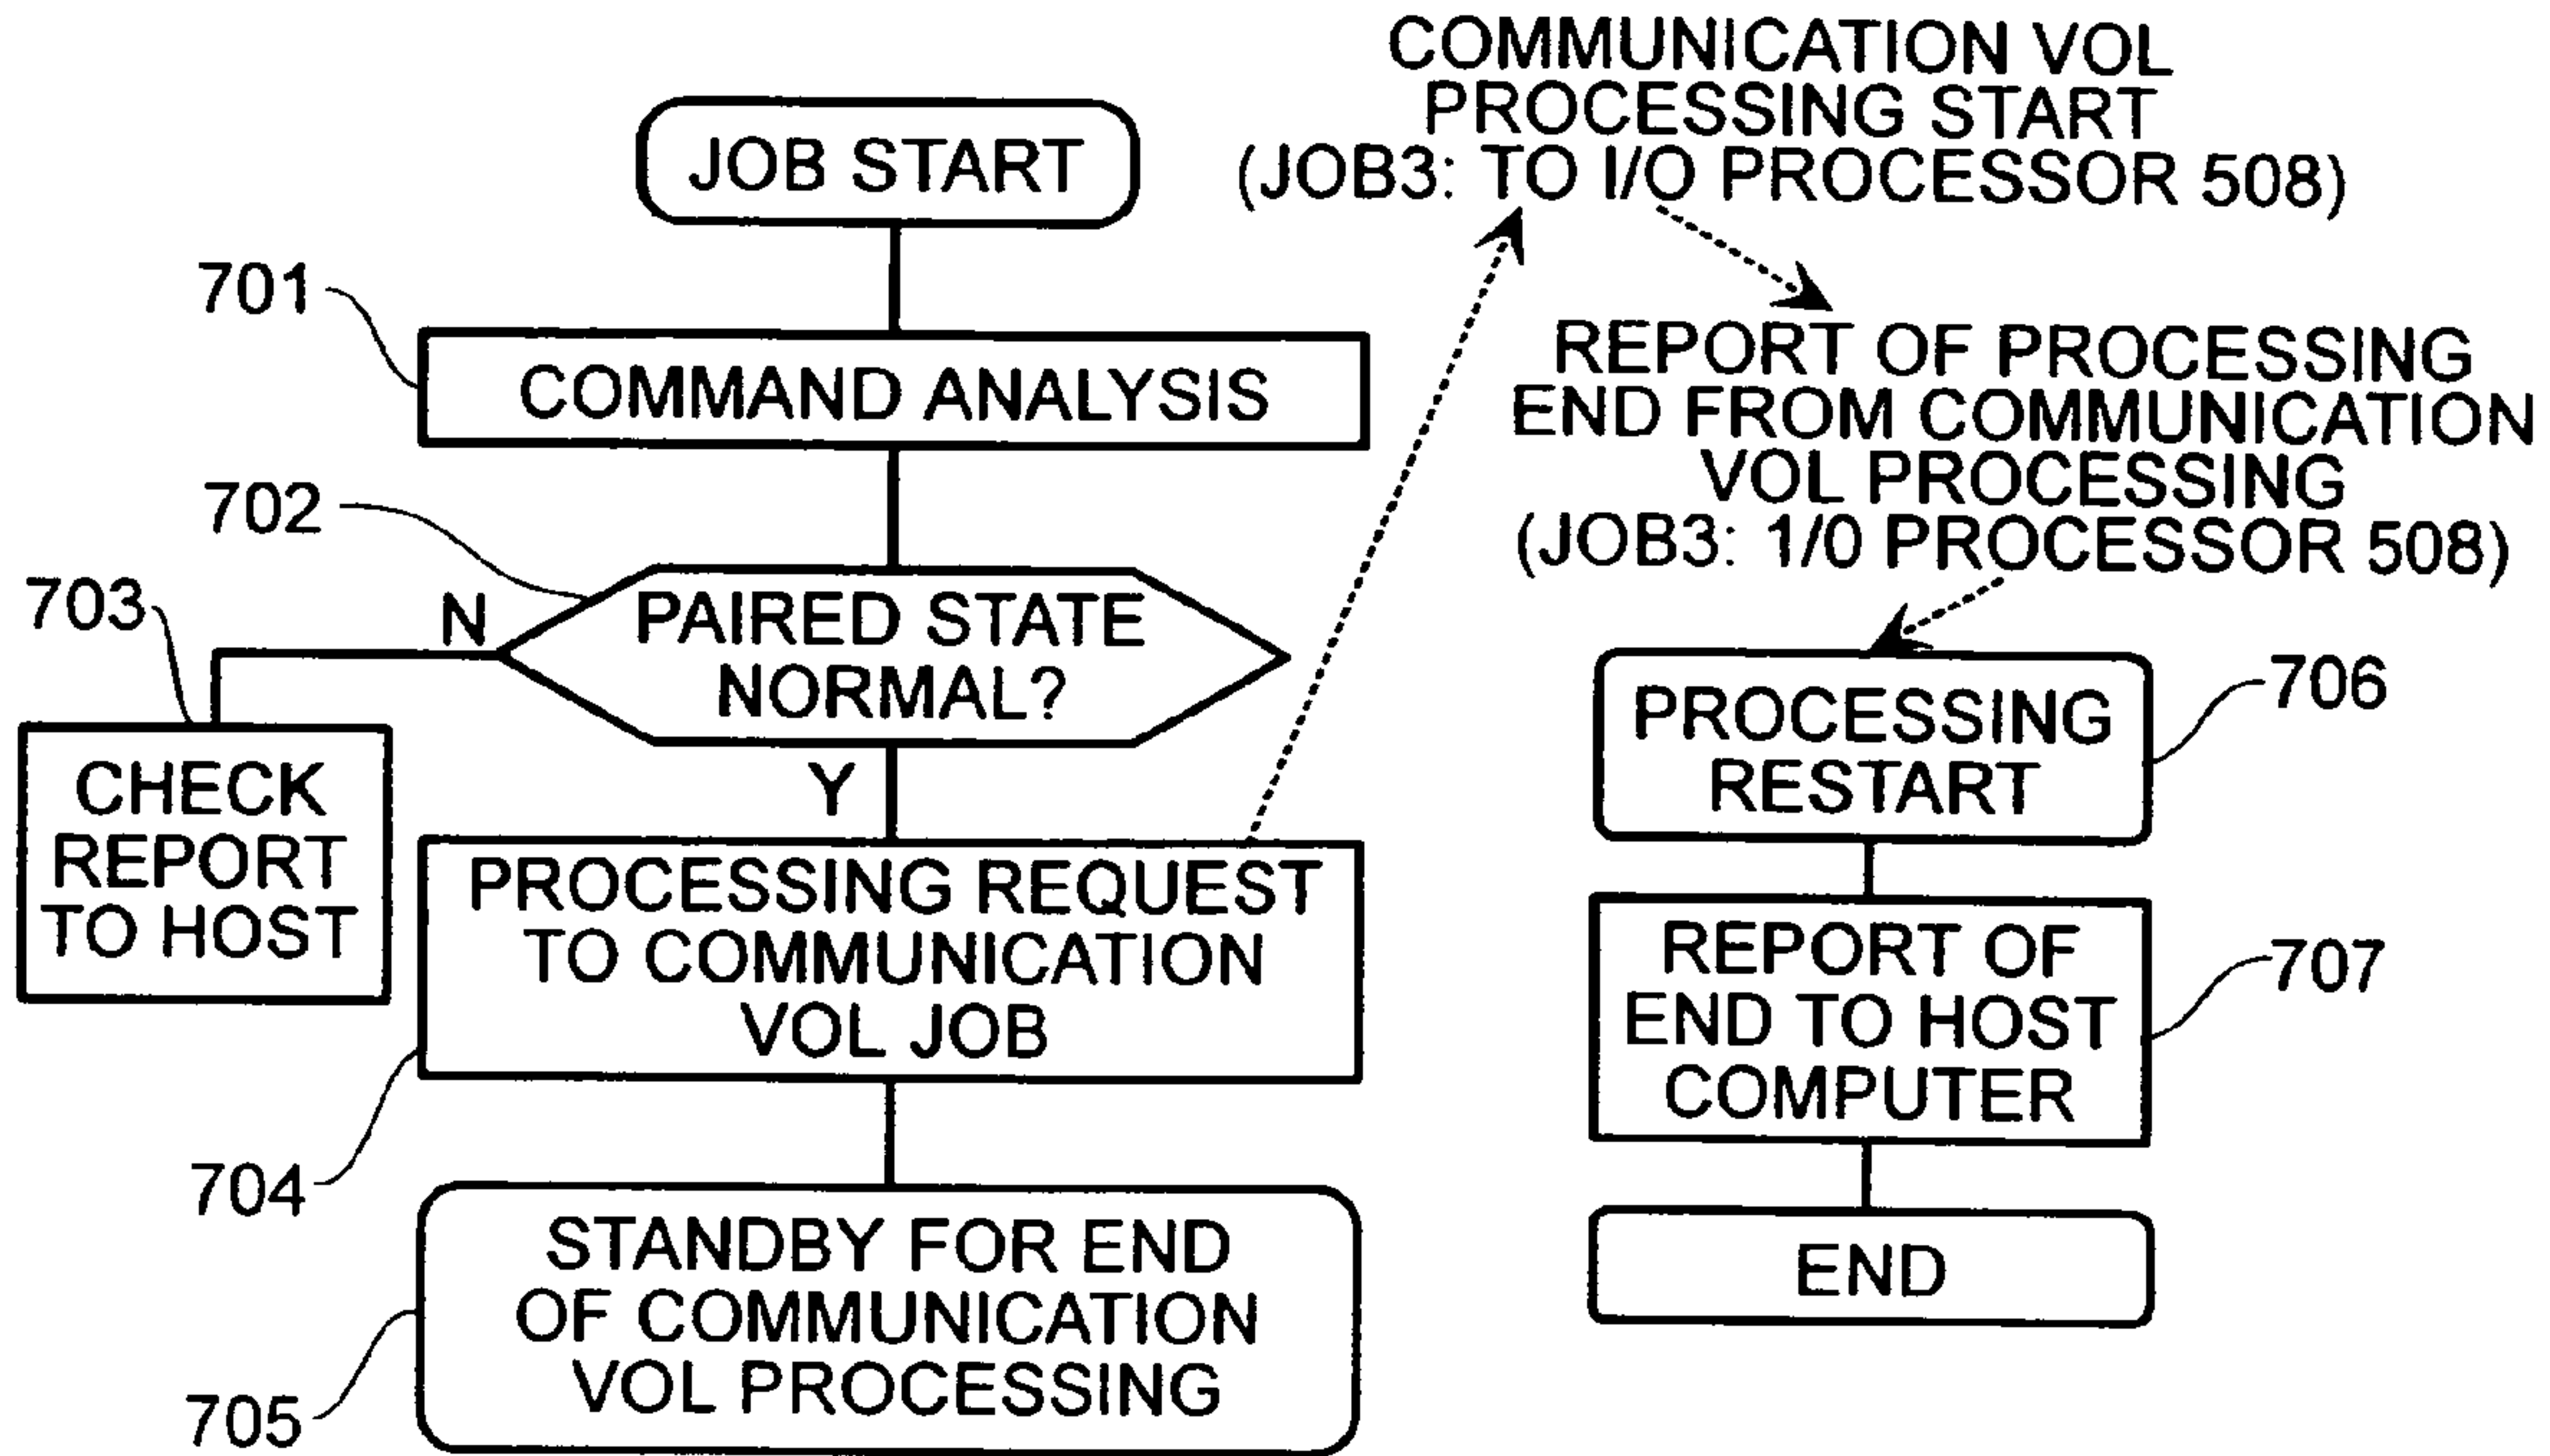 JOB START
701
COMMAND ANALYSIS
702
PAIRED STATE
NORMAL?
N
Y
703
CHECK
REPORT
TO HOST
PROCESSING REQUEST
TO COMMUNICATION
VOL JOB
704
STANDBY FOR END
OF COMMUNICATION
VOL PROCESSING
705
COMMUNICATION VOL
PROCESSING START
(JOB3: TO I/O PROCESSOR 508)
REPORT OF PROCESSING
END FROM COMMUNICATION
VOL PROCESSING
(JOB3: 1/0 PROCESSOR 508)
PROCESSING
RESTART
706
REPORT OF
END TO HOST
COMPUTER
707
END